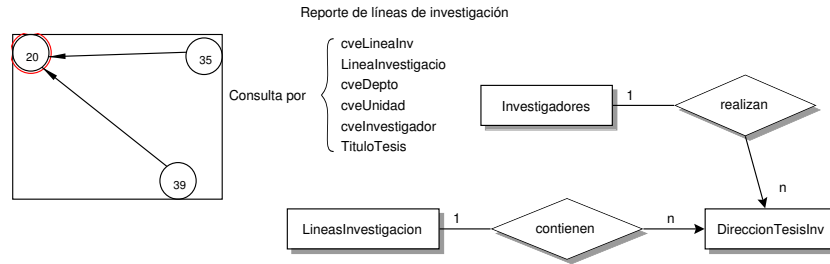 Reporte de líneas de investigación
20
35
39
Consulta por
cveLineaInv
LineaInvestigacio
cveDepto
cveUnidad
cveInvestigador
TituloTesis
Investigadores
1
realizan
n
LineasInvestigacion
1
contienen
n
DireccionTesisInv